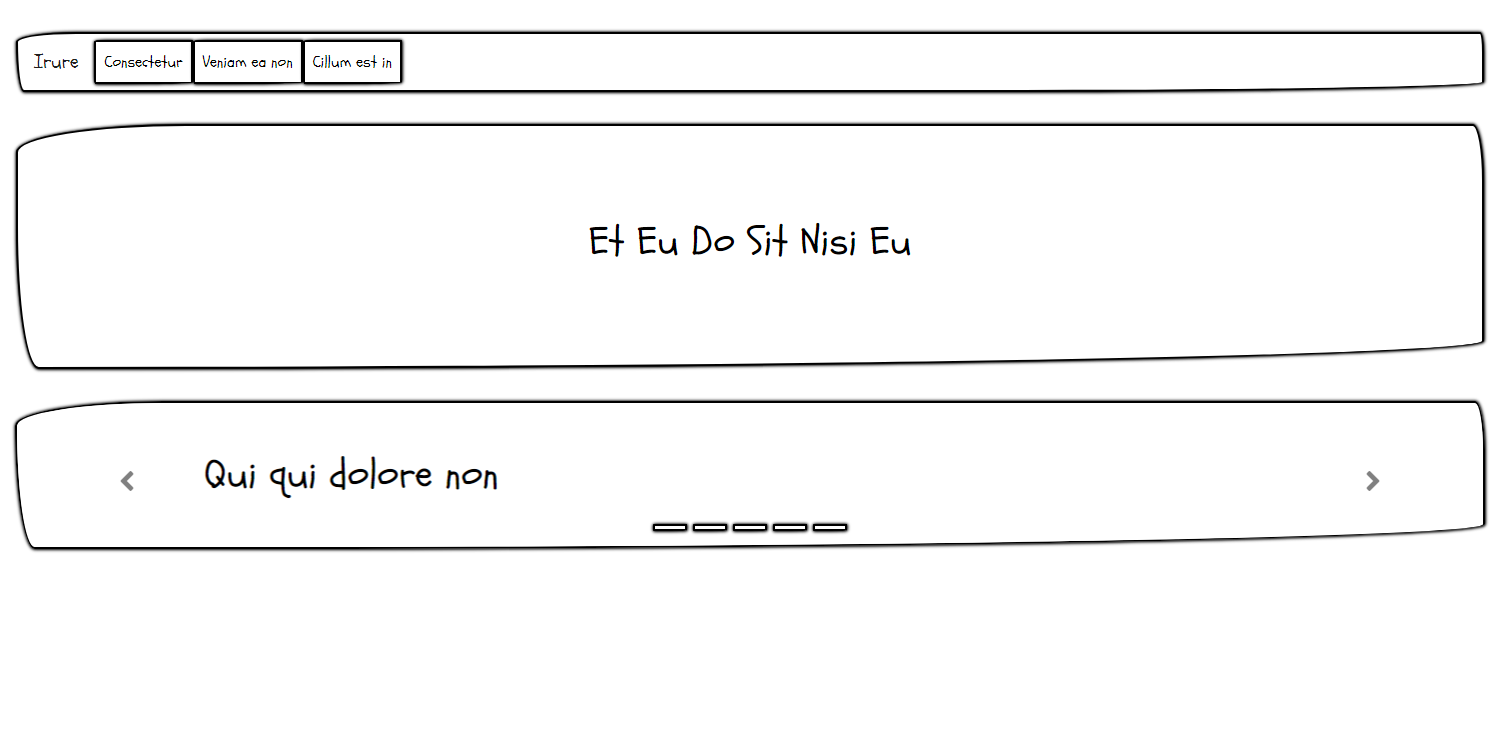 Irure Consectetur Veniam ea non Cillum est in
Et Eu Do Sit Nisi Eu
Qui qui dolore non